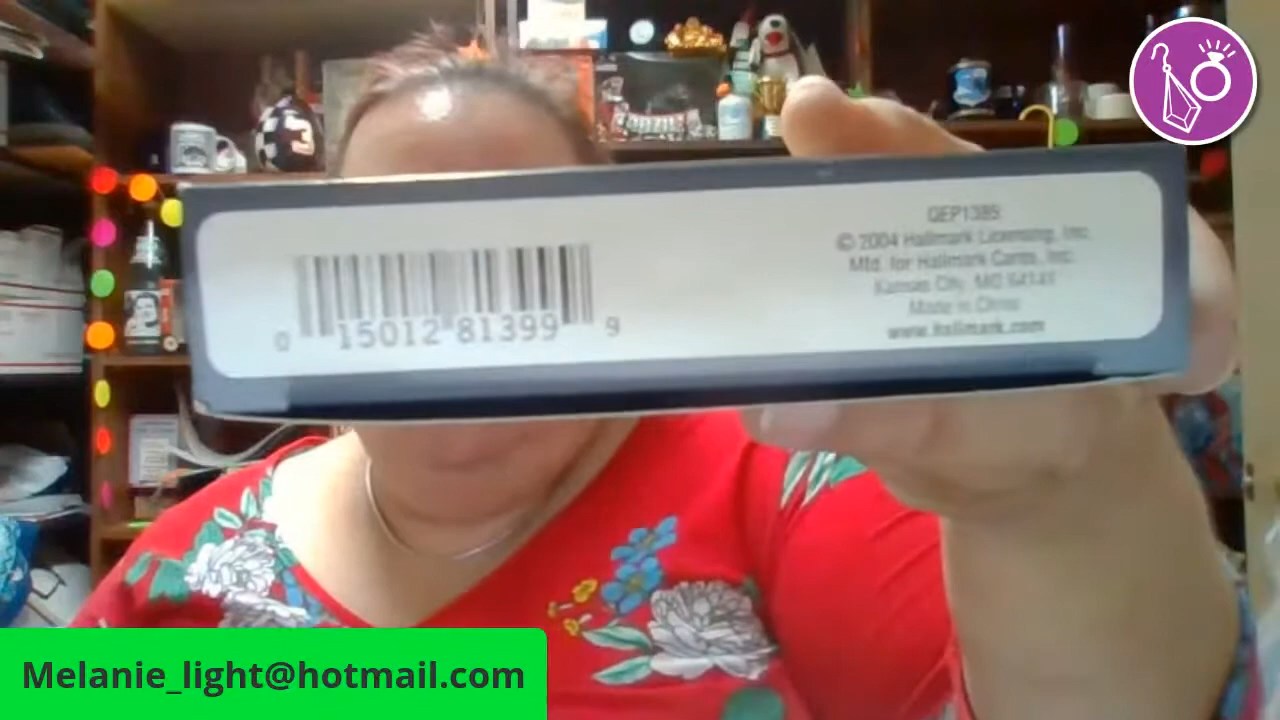 3
QEP1385
© 2004 Hallmark Licensing, Inc.
Mfd. for Hallmark Cards, Inc.
Kansas City, MO 64141
Made in China
www.hallmark.com
0 15012 81399 9
Melanie_light@hotmail.com